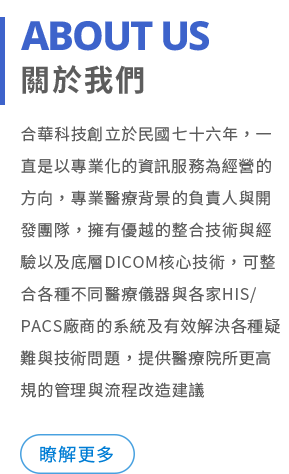 ABOUT US
關於我們
合華科技創立於民國七十六年，一
直是以專業化的資訊服務為經營的
方向，專業醫療背景的負責人與開
發團隊，擁有優越的整合技術與經
驗以及底層DICOM核心技術，可整
合各種不同醫療儀器與各家HIS/
PACS廠商的系統及有效解決各種疑
難與技術問題，提供醫療院所更高
規的管理與流程改造建議
瞭解更多